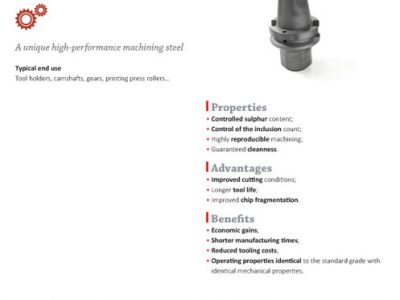 A unique high-performance machining steel
Typical end use
Tool holders, camshafts, gears, printing press rollers...
Properties
• Controlled sulphur content;
• Control of the inclusion count;
• Highly reproducible machining;
• Guaranteed cleanness.
Advantages
• Improved cutting conditions;
• Longer tool life;
• Improved chip fragmentation.
Benefits
• Economic gains;
• Shorter manufacturing times;
• Reduced tooling costs;
• Operating properties identical to the standard grade with
identical mechanical properties.